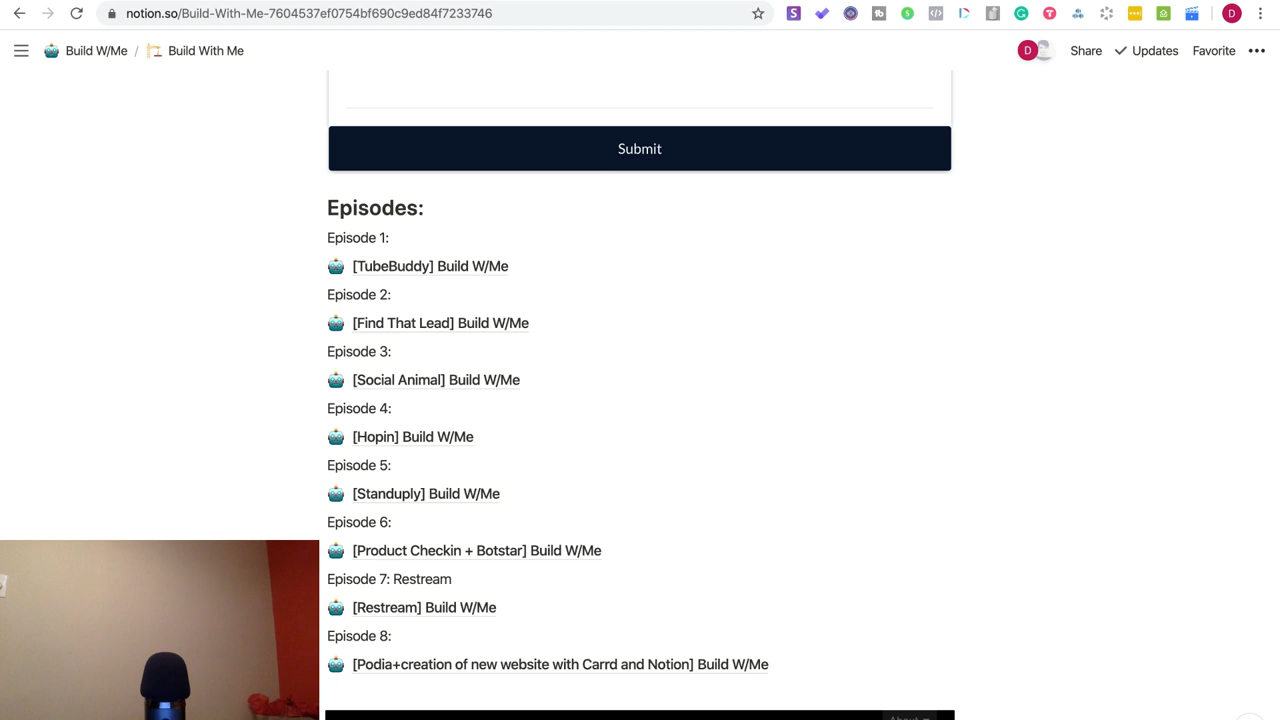 notion.so/Build-With-Me-7604537ef0754bf690c9ed84f7233746
D
Build W/Me / Build With Me
D
Share
Updates
Favorite
Submit
Episodes:
Episode 1:
[TubeBuddy] Build W/Me
Episode 2:
[Find That Lead] Build W/Me
Episode 3:
[Social Animal] Build W/Me
Episode 4:
[Hopin] Build W/Me
Episode 5:
[Standuply] Build W/Me
Episode 6:
[Product Checkin + Botstar] Build W/Me
Episode 7: Restream
[Restream] Build W/Me
Episode 8:
[Podia+creation of new website with Carrd and Notion] Build W/Me
About